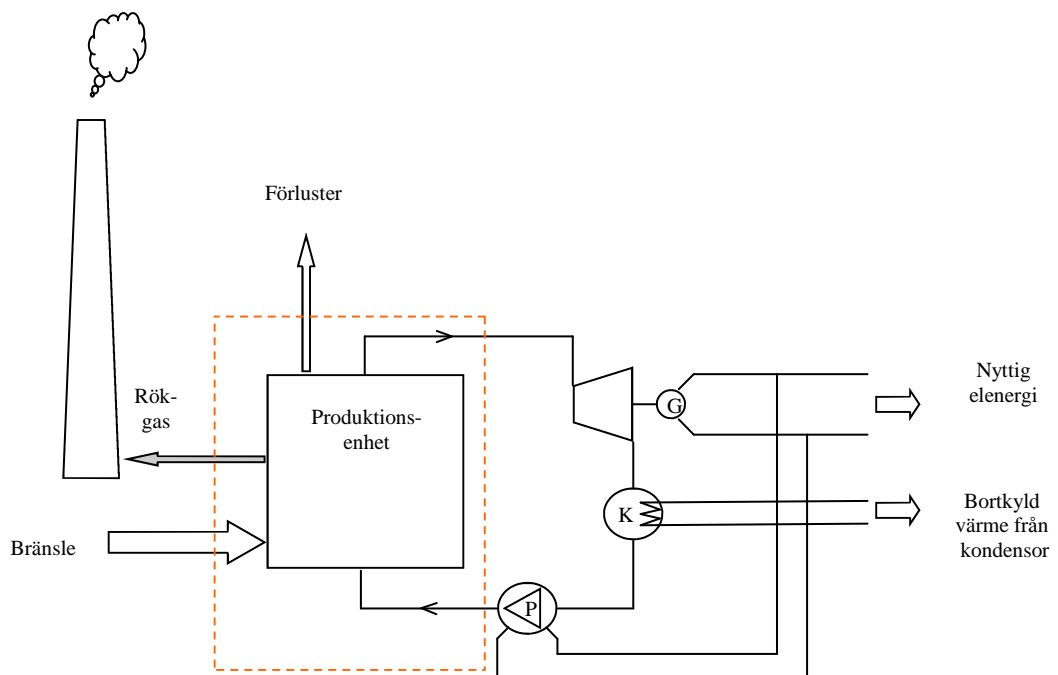 Förluster
Rök-
gas
Produktions-
enhet
G
Nyttig
elenergi
K
Bortkyld
värme från
kondensor
Bränsle
P